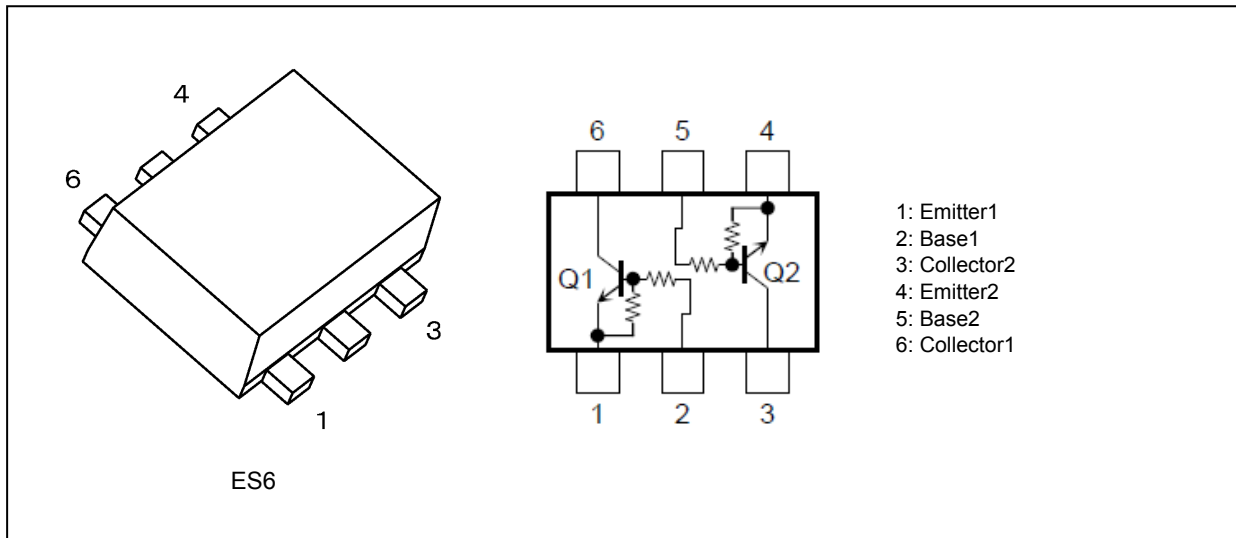 4
6
3
1
ES6
6 5 4
Q1 Q2
1 2 3
1: Emitter1
2: Base1
3: Collector2
4: Emitter2
5: Base2
6: Collector1